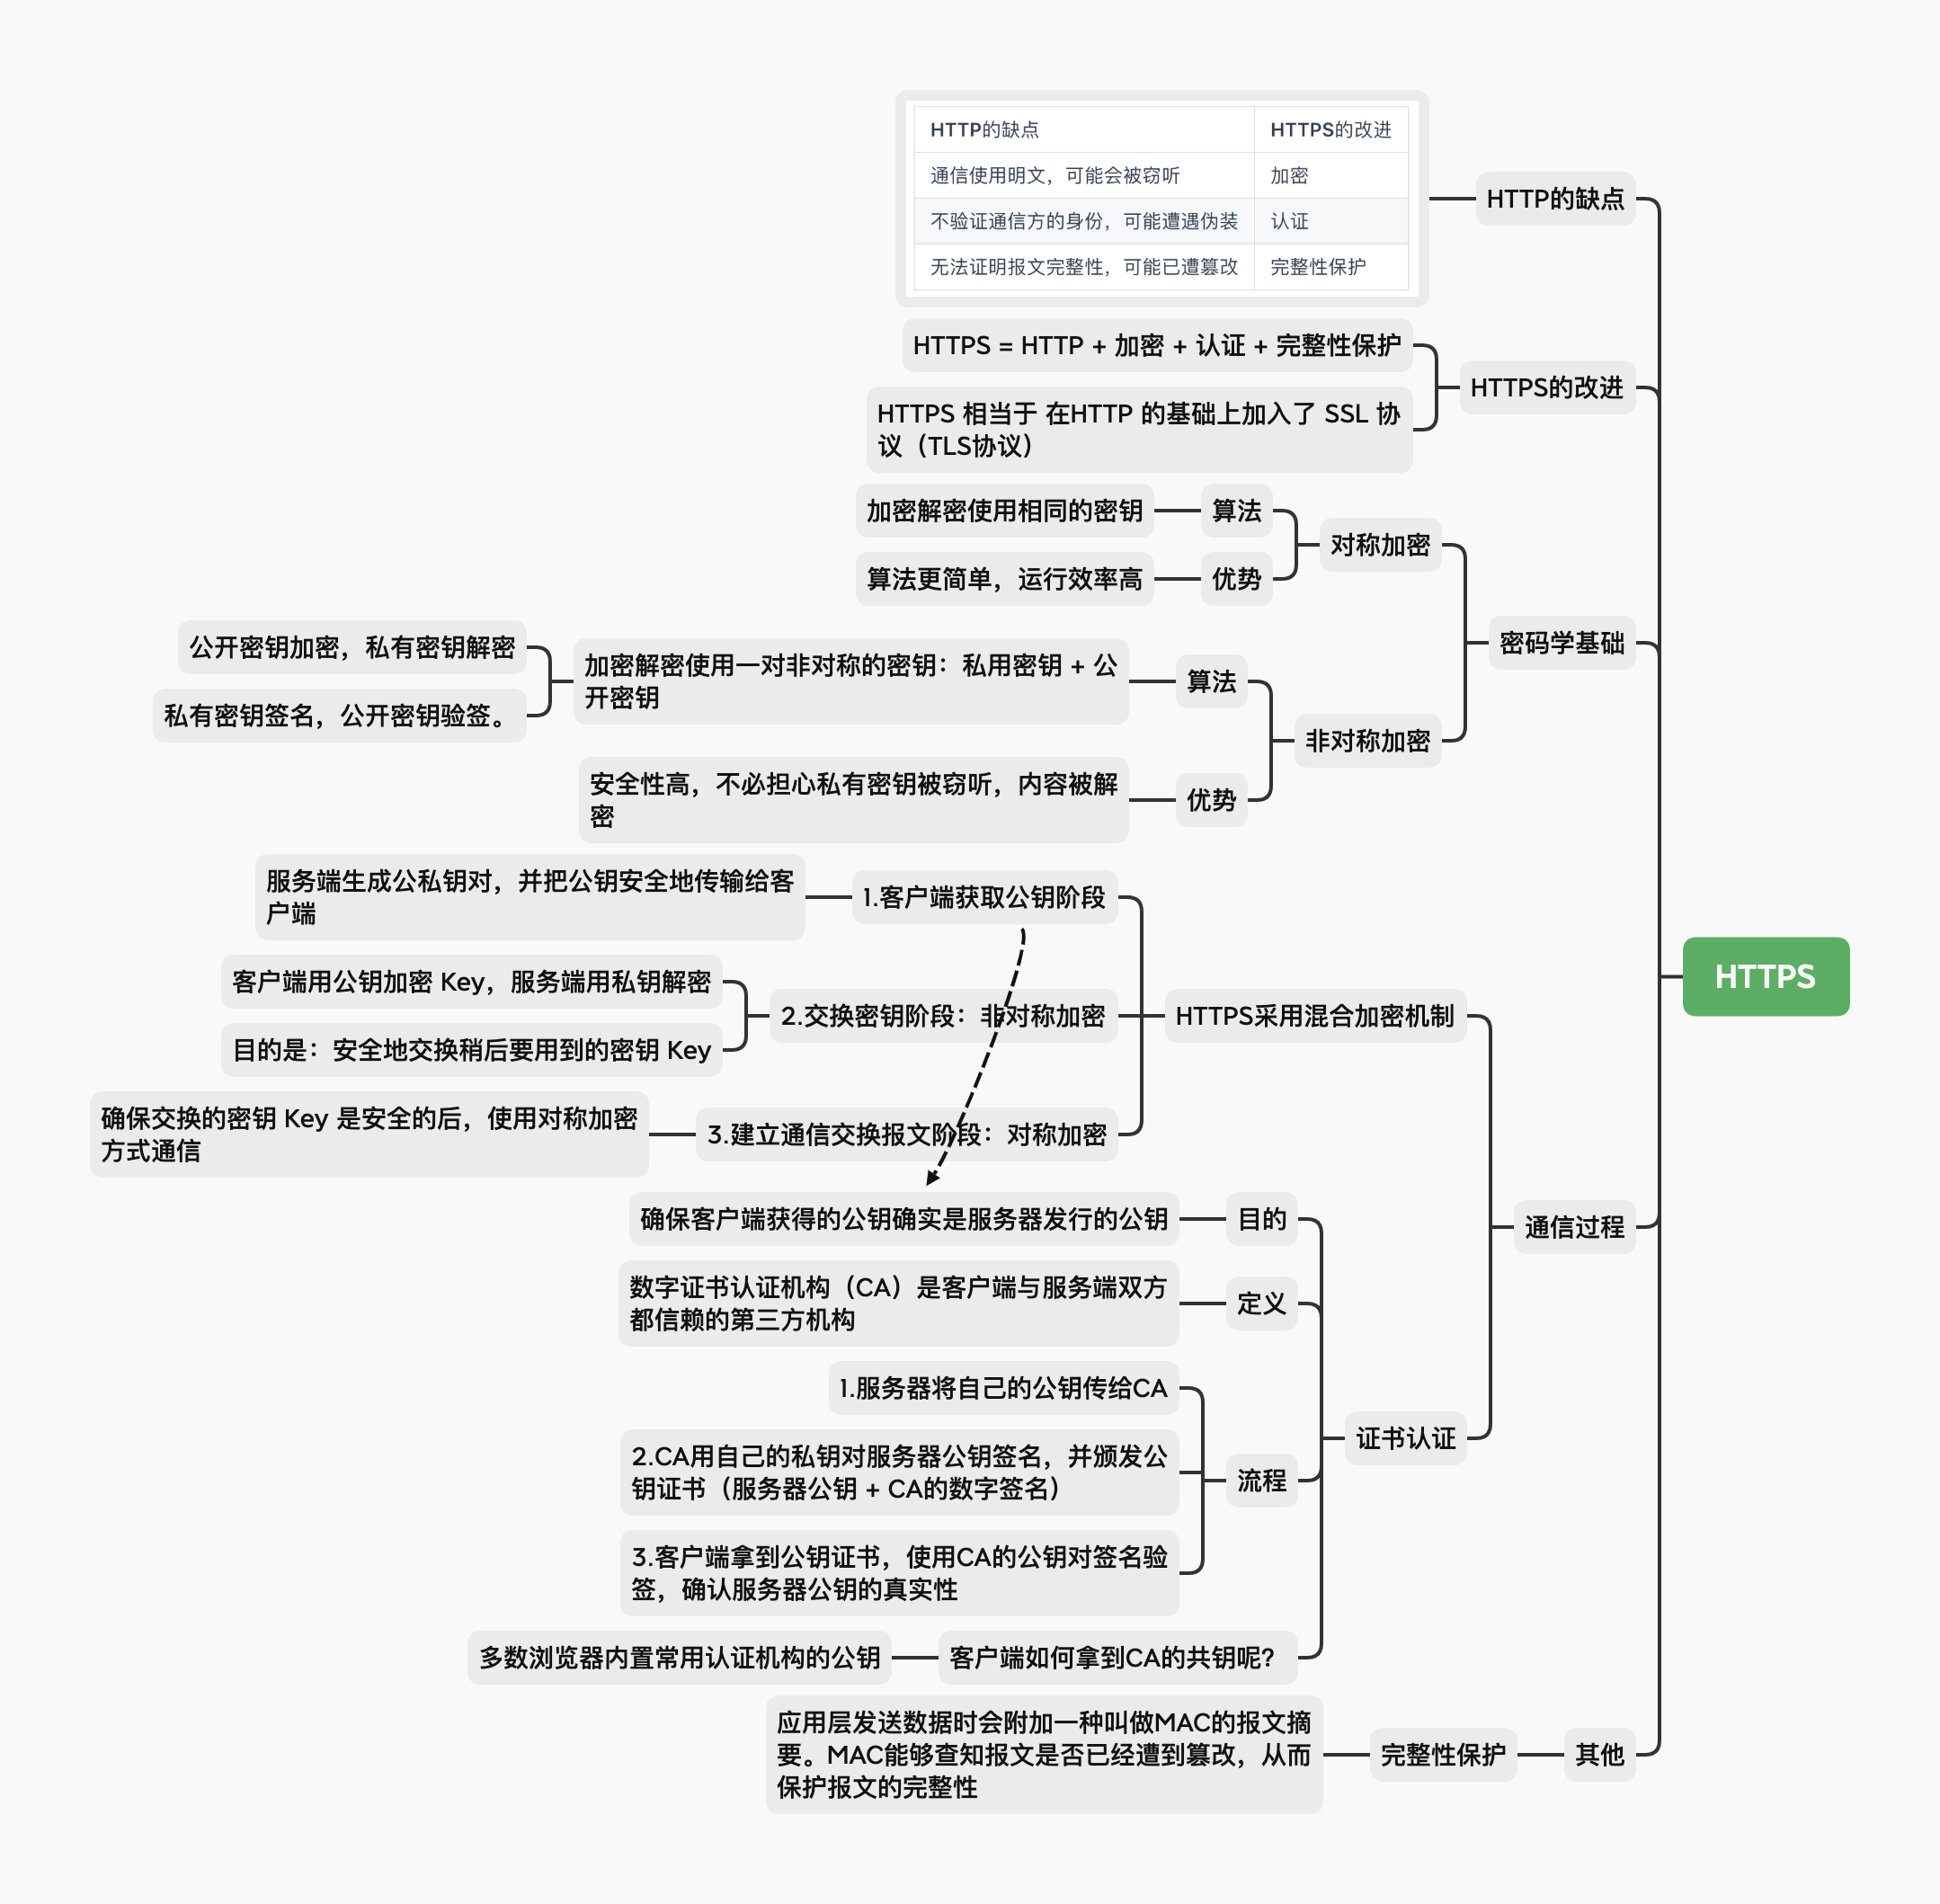 HTTP的缺点 HTTPS的改进
通信使用明文，可能会被窃听 加密
不验证通信方的身份，可能遭遇伪装 认证
无法证明报文完整性，可能已遭篡改 完整性保护
HTTP的缺点
HTTPS = HTTP + 加密 + 认证 + 完整性保护
HTTPS的改进
HTTPS 相当于 在HTTP 的基础上加入了 SSL 协
议（TLS协议）
加密解密使用相同的密钥
算法
对称加密
算法更简单，运行效率高
优势
密码学基础
公开密钥加密，私有密钥解密
私有密钥签名，公开密钥验签。
加密解密使用一对非对称的密钥：私用密钥 + 公
开密钥
算法
非对称加密
安全性高，不必担心私有密钥被窃听，内容被解
密
优势
服务端生成公私钥对，并把公钥安全地传输给客
户端
1.客户端获取公钥阶段
HTTPS
客户端用公钥加密 Key，服务端用私钥解密
目的是：安全地交换稍后要用到的密钥 Key
2.交换密钥阶段：非对称加密
HTTPS采用混合加密机制
确保交换的密钥 Key 是安全的后，使用对称加密
方式通信
3.建立通信交换报文阶段：对称加密
确保客户端获得的公钥确实是服务器发行的公钥
目的
通信过程
数字证书认证机构（CA）是客户端与服务端双方
都信赖的第三方机构
定义
1.服务器将自己的公钥传给CA
2.CA用自己的私钥对服务器公钥签名，并颁发公
钥证书（服务器公钥 + CA的数字签名）
3.客户端拿到公钥证书，使用CA的公钥对签名验
签，确认服务器公钥的真实性
流程
证书认证
多数浏览器内置常用认证机构的公钥
客户端如何拿到CA的共钥呢?
应用层发送数据时会附加一种叫做MAC的报文摘
要。MAC能够查知报文是否已经遭到篡改，从而
保护报文的完整性
完整性保护
其他